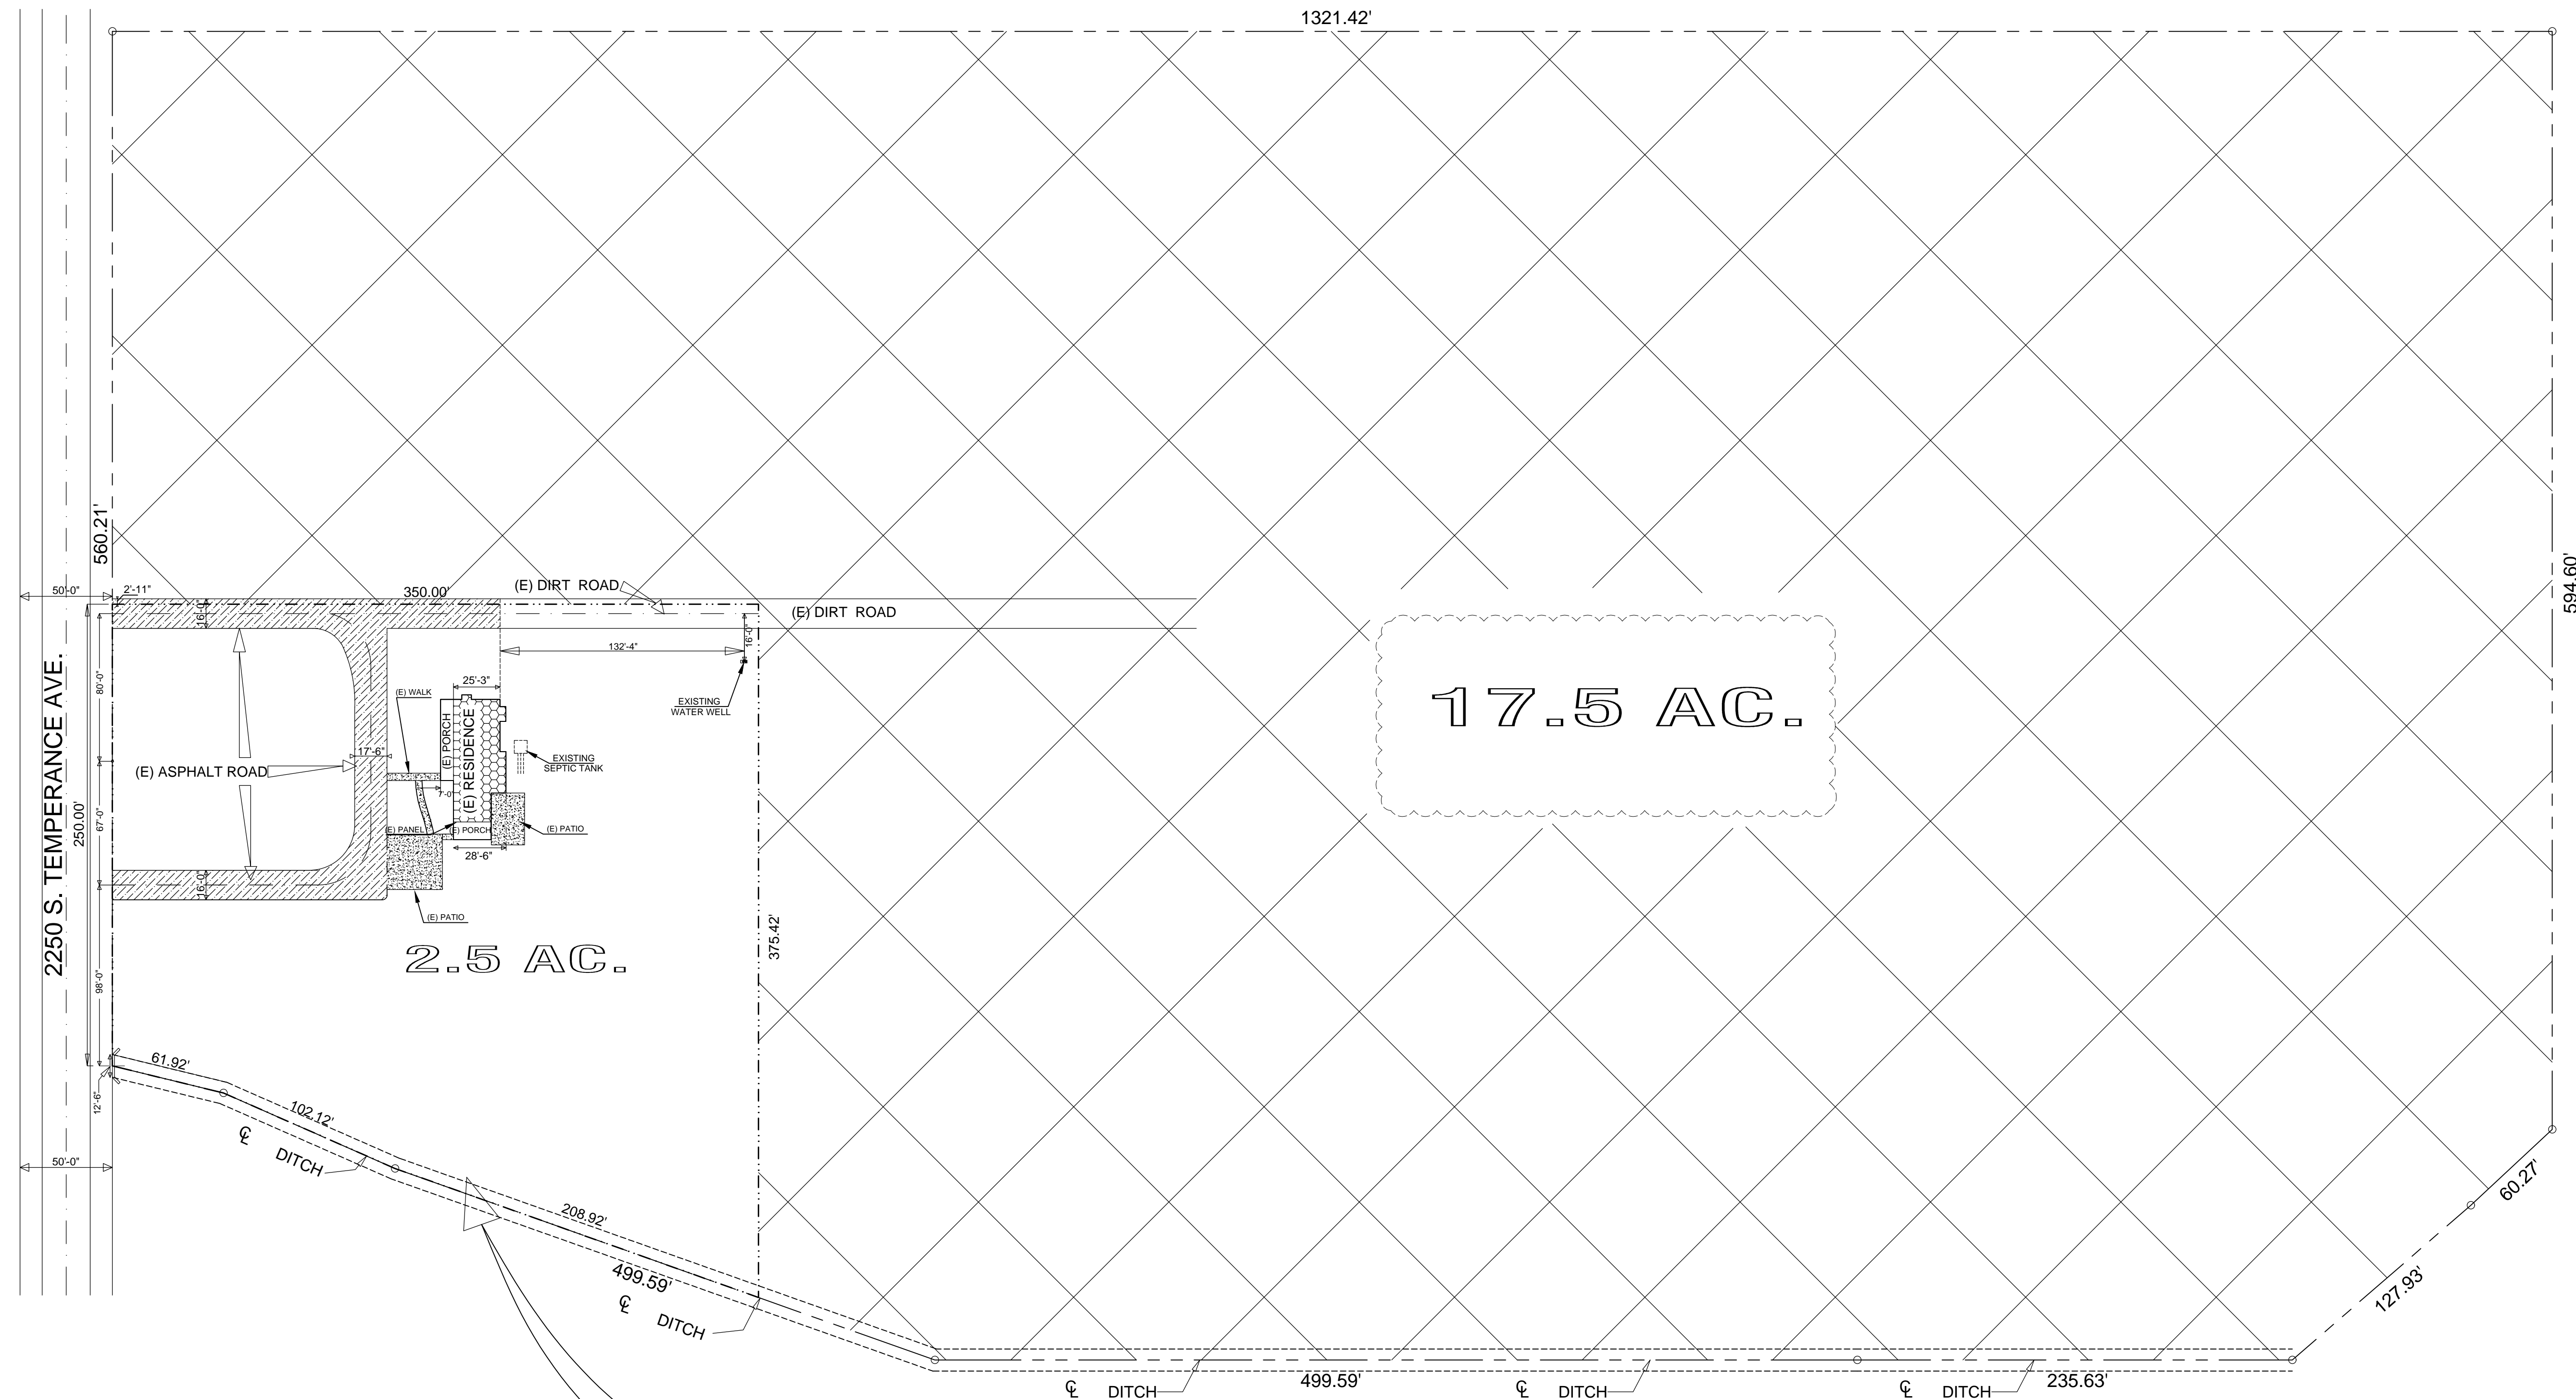 1321.42'
560.21'
594.60'
50'-0"
2'-11"
350.00'
(E) DIRT ROAD
(E) DIRT ROAD
16'-0"
16'-0"
132'-4"
EXISTING
WATER WELL
80'-0"
(E) WALK
25'-3"
(E) PORCH
(E) RESIDENCE
17.5 AC.
17'-6"
(E) ASPHALT ROAD
EXISTING
SEPTIC TANK
7'-0"
2250 S. TEMPERANCE AVE.
250.00'
67'-0"
(E) PANEL
(E) PORCH
(E) PATIO
28'-6"
16'-0"
(E) PATIO
375.42'
2.5 AC.
98'-0"
61.92'
12'-6"
102.12'
℄ DITCH
50'-0"
208.92'
499.59'
℄ DITCH
60.27'
127.93'
℄ DITCH
499.59'
℄ DITCH
℄ DITCH
235.63'